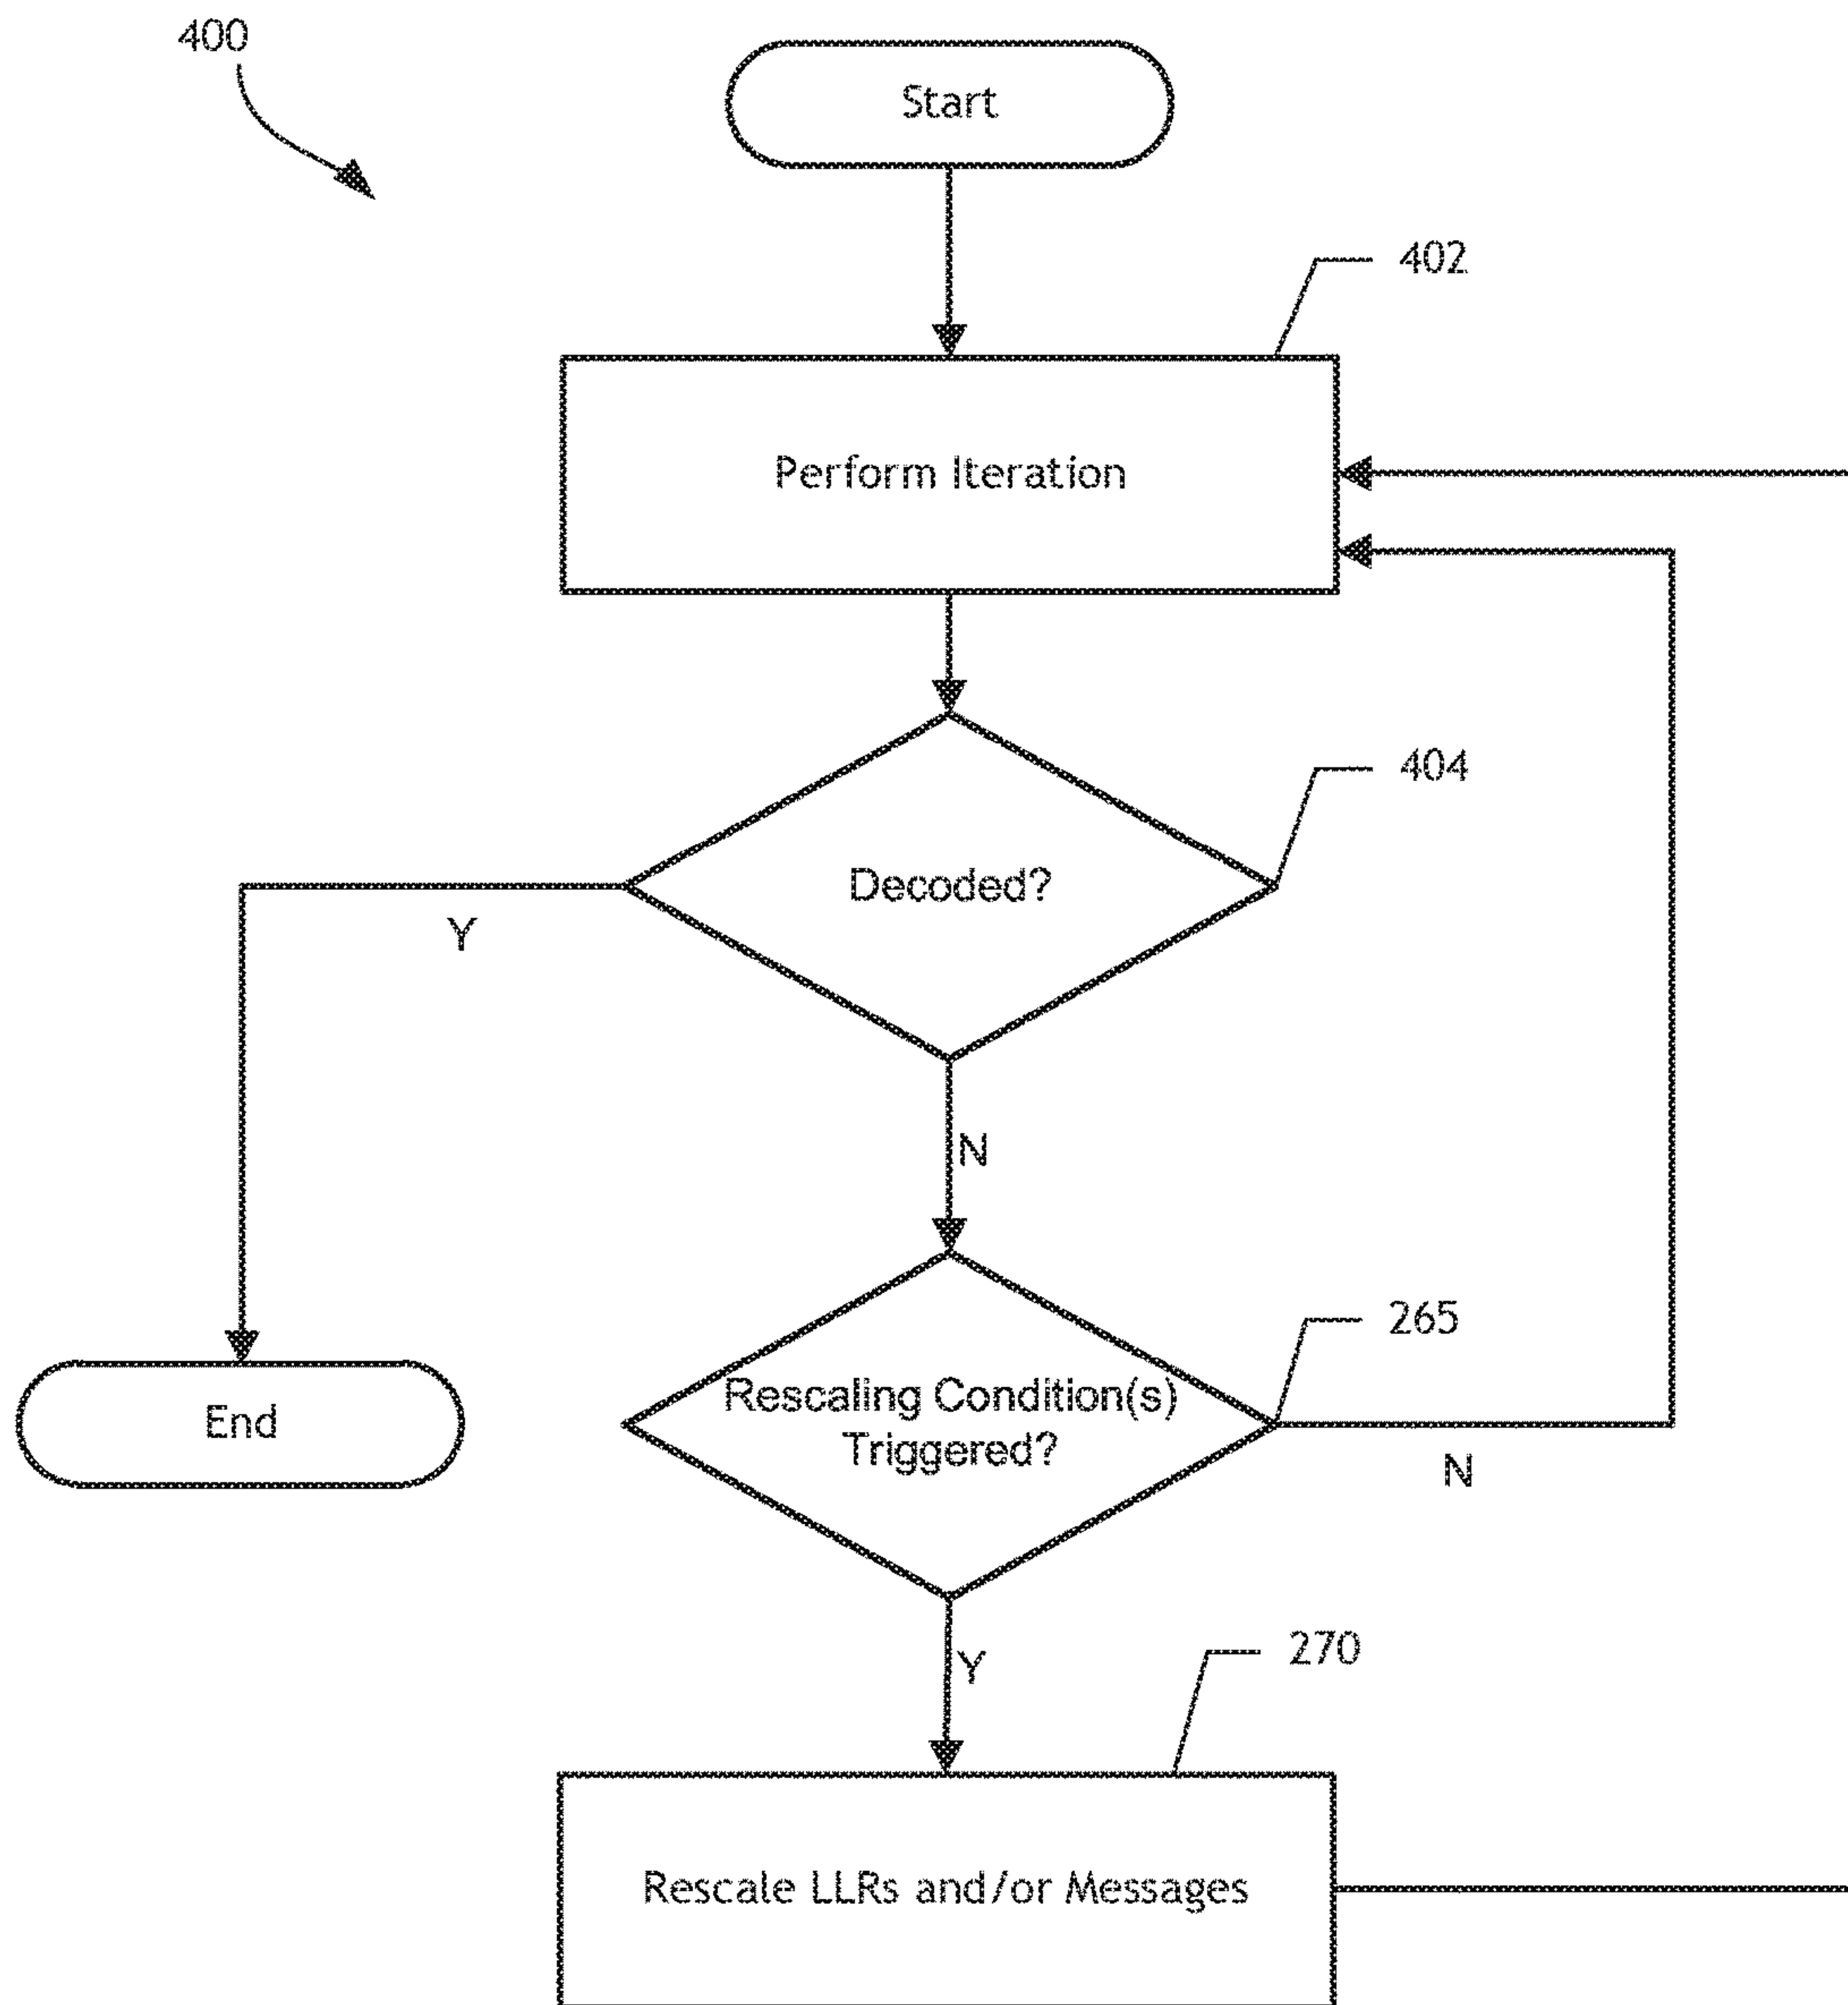 400
Start
402
Perform Iteration
404
Decoded?
Y
N
265
Rescaling Condition(s)
Triggered?
N
Y
270
Rescale LLRs and/or Messages
End